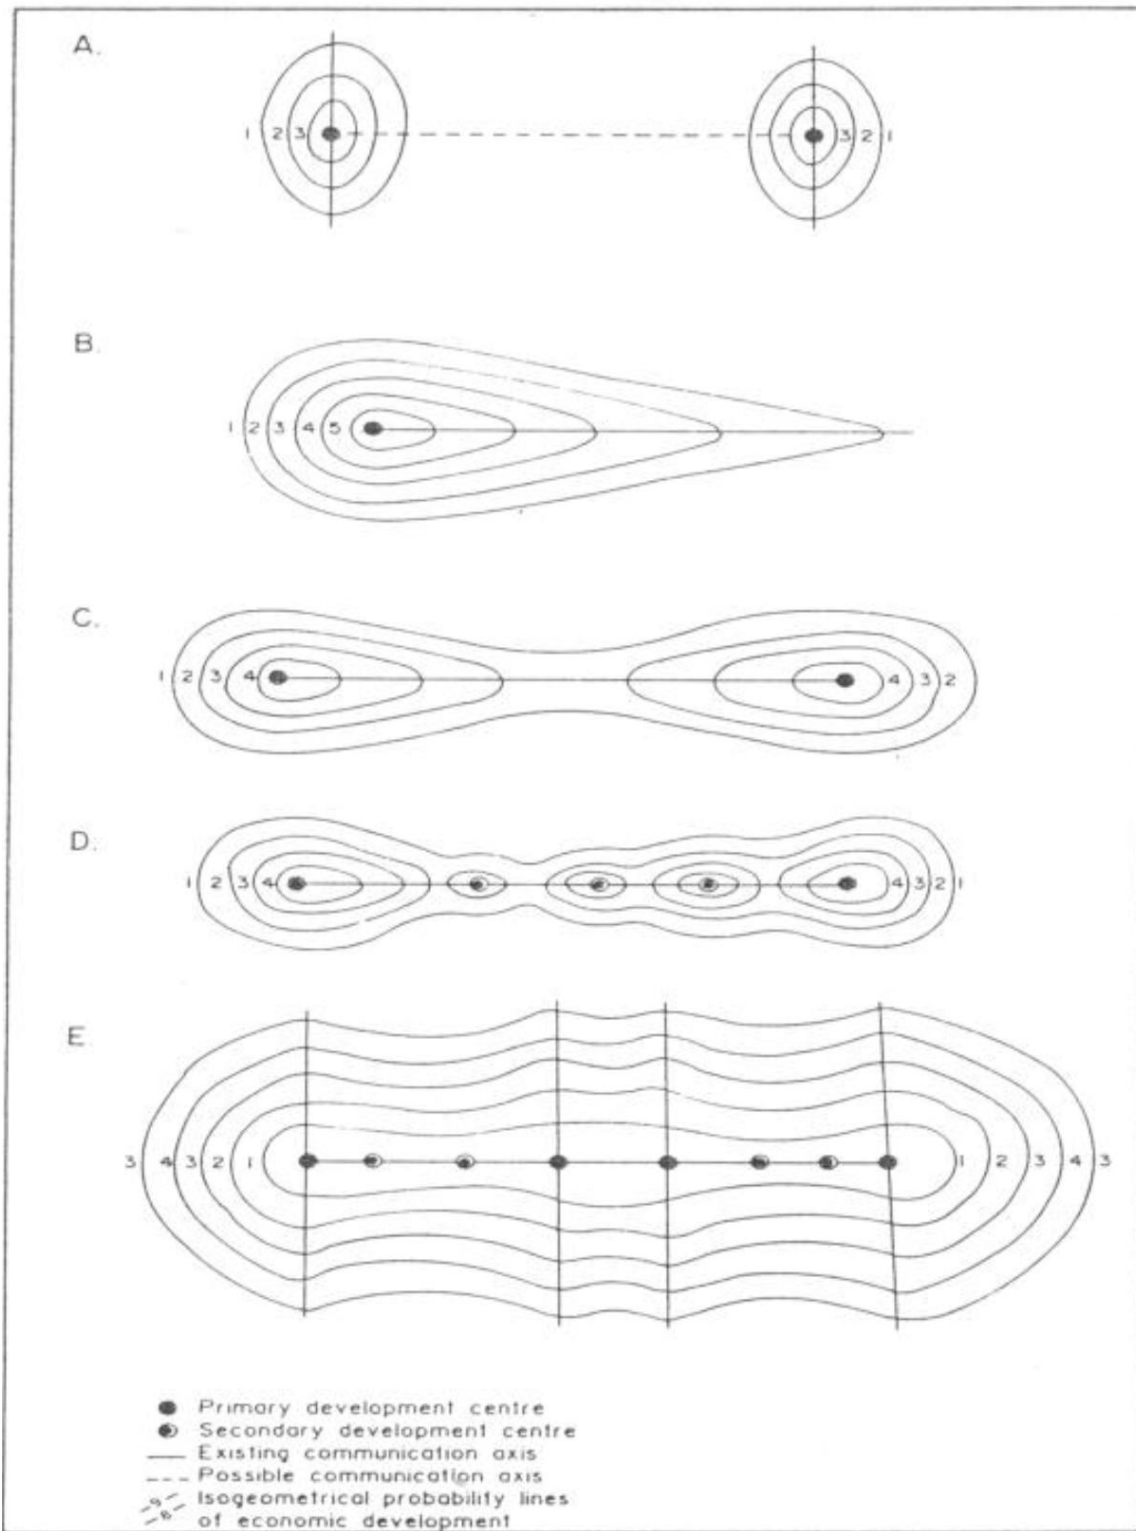 A.
1 2 3 3 2 1
B.
1 2 3 4 5
C.
1 2 3 4 4 3 2
D.
1 2 3 4 4 3 2 1
E
3 4 3 2 1 1 2 3 4 3
Primary development centre
Secondary development centre
Existing communication axis
Possible communication axis
Isogeometrical probability lines
of economic development